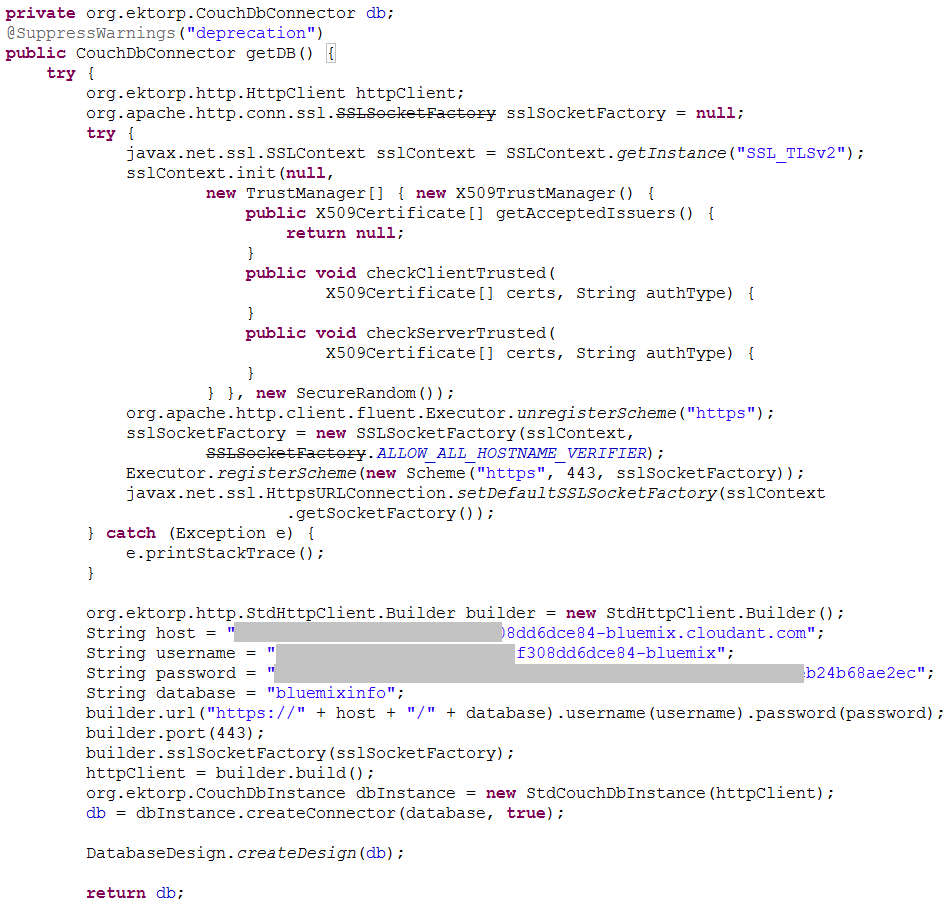 private org.ektorp.CouchDbConnector db;
@SuppressWarnings("deprecation")
public CouchDbConnector getDB() {
    try {
        org.ektorp.http.HttpClient httpClient;
        org.apache.http.conn.ssl.SSLSocketFactory sslSocketFactory = null;
        try {
            javax.net.ssl.SSLContext sslContext = SSLContext.getInstance("SSL_TLSv2");
            sslContext.init(null,
                    new TrustManager[] { new X509TrustManager() {
                        public X509Certificate[] getAcceptedIssuers() {
                            return null;
                        }
                        public void checkClientTrusted(
                                X509Certificate[] certs, String authType) {
                        }
                        public void checkServerTrusted(
                                X509Certificate[] certs, String authType) {
                        }
                    } }, new SecureRandom());
            org.apache.http.client.fluent.Executor.unregisterScheme("https");
            sslSocketFactory = new SSLSocketFactory(sslContext,
                    SSLSocketFactory.ALLOW_ALL_HOSTNAME_VERIFIER);
            Executor.registerScheme(new Scheme("https", 443, sslSocketFactory));
            javax.net.ssl.HttpsURLConnection.setDefaultSSLSocketFactory(sslContext
                            .getSocketFactory());
        } catch (Exception e) {
            e.printStackTrace();
        }

        org.ektorp.http.StdHttpClient.Builder builder = new StdHttpClient.Builder();
        String host = "08dd6dce84-bluemix.cloudant.com";
        String username = "f308dd6dce84-bluemix";
        String password = "b24b68ae2ec";
        String database = "bluemixinfo";
        builder.url("https://" + host + "/" + database).username(username).password(password);
        builder.port(443);
        builder.sslSocketFactory(sslSocketFactory);
        httpClient = builder.build();
        org.ektorp.CouchDbInstance dbInstance = new StdCouchDbInstance(httpClient);
        db = dbInstance.createConnector(database, true);

        DatabaseDesign.createDesign(db);

        return db;